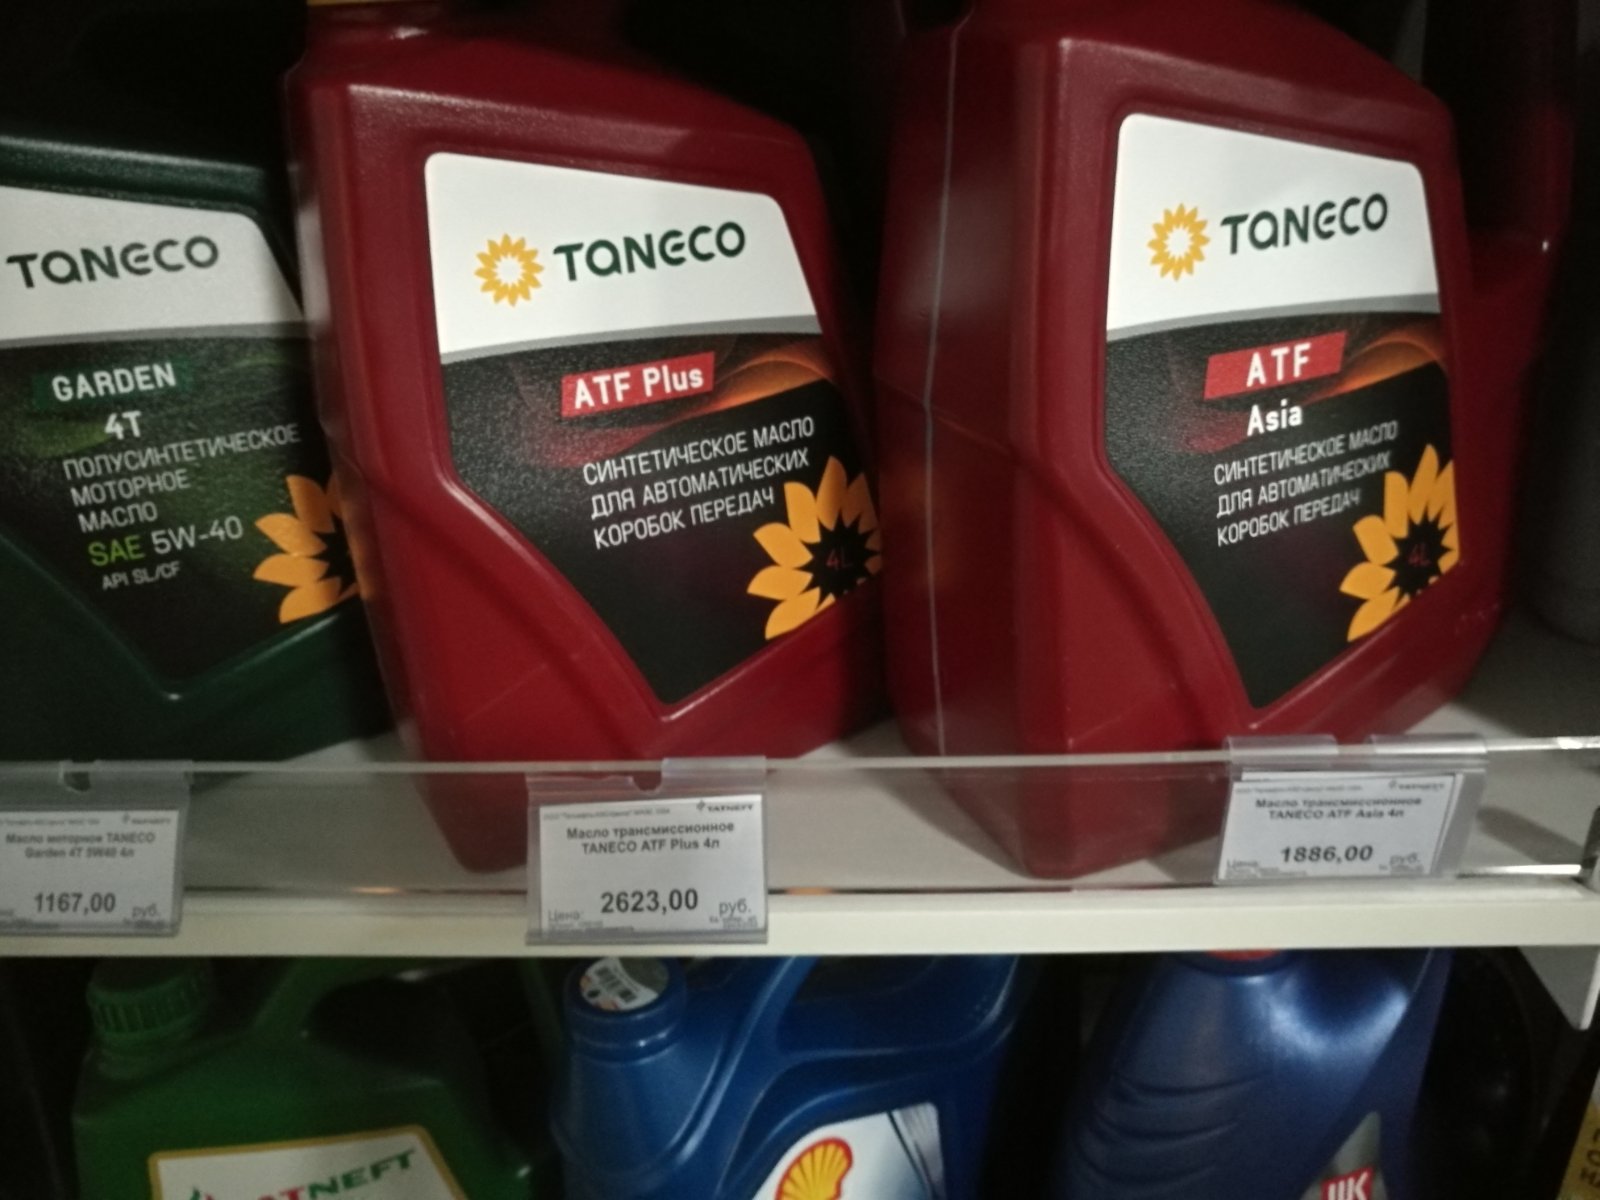 TANECO
GARDEN
4T
ПОЛУСИНТЕТИЧЕСКОЕ
МОТОРНОЕ
МАСЛО
SAE 5W-40
API SL/CF
TANECO
ATF Plus
СИНТЕТИЧЕСКОЕ МАСЛО
ДЛЯ АВТОМАТИЧЕСКИХ
КОРОБОК ПЕРЕДАЧ
4L
TANECO
ATF
Asia
СИНТЕТИЧЕСКОЕ МАСЛО
ДЛЯ АВТОМАТИЧЕСКИХ
КОРОБОК ПЕРЕДАЧ
4L
Масло моторное TANECO
Garden 4T 5W40 4л
1167,00 руб.
TATNEFT
Масло трансмиссионное
TANECO ATF Plus 4л
Цена: 2623,00 руб.
TATNEFT
Масло трансмиссионное
TANECO ATF Asia 4л
Цена: 1886,00 руб.
TATNEFT